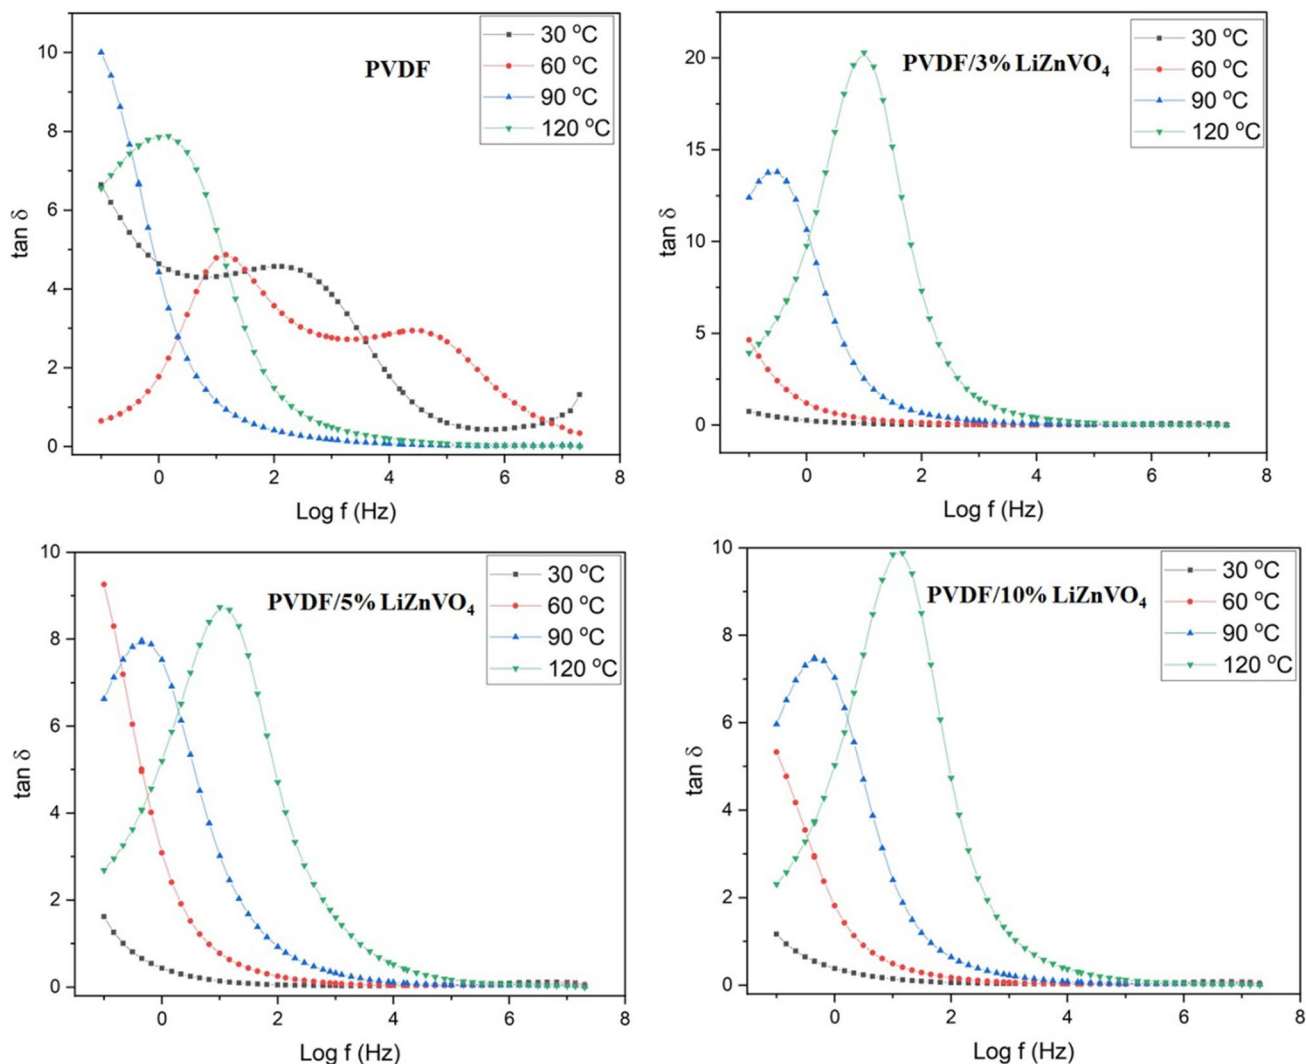 PVDF
30 °C
60 °C
90 °C
120 °C
10
8
6
4
2
0
tan δ
0
2
4
6
8
Log f (Hz)
PVDF/3% LiZnVO₄
30 °C
60 °C
90 °C
120 °C
20
15
10
5
0
tan δ
0
2
4
6
8
Log f (Hz)
PVDF/5% LiZnVO₄
30 °C
60 °C
90 °C
120 °C
10
8
6
4
2
0
tan δ
0
2
4
6
8
Log f (Hz)
PVDF/10% LiZnVO₄
30 °C
60 °C
90 °C
120 °C
10
8
6
4
2
0
tan δ
0
2
4
6
8
Log f (Hz)